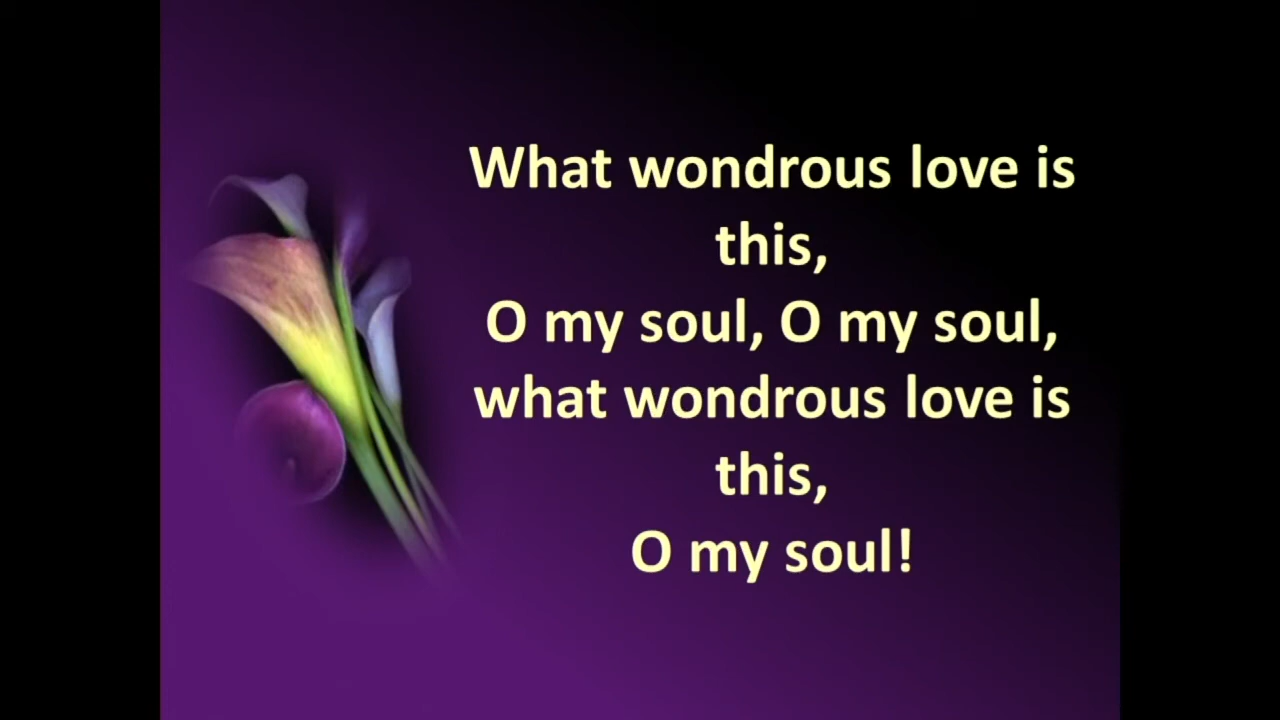 What wondrous love is
this,
O my soul, O my soul,
what wondrous love is
this,
O my soul!